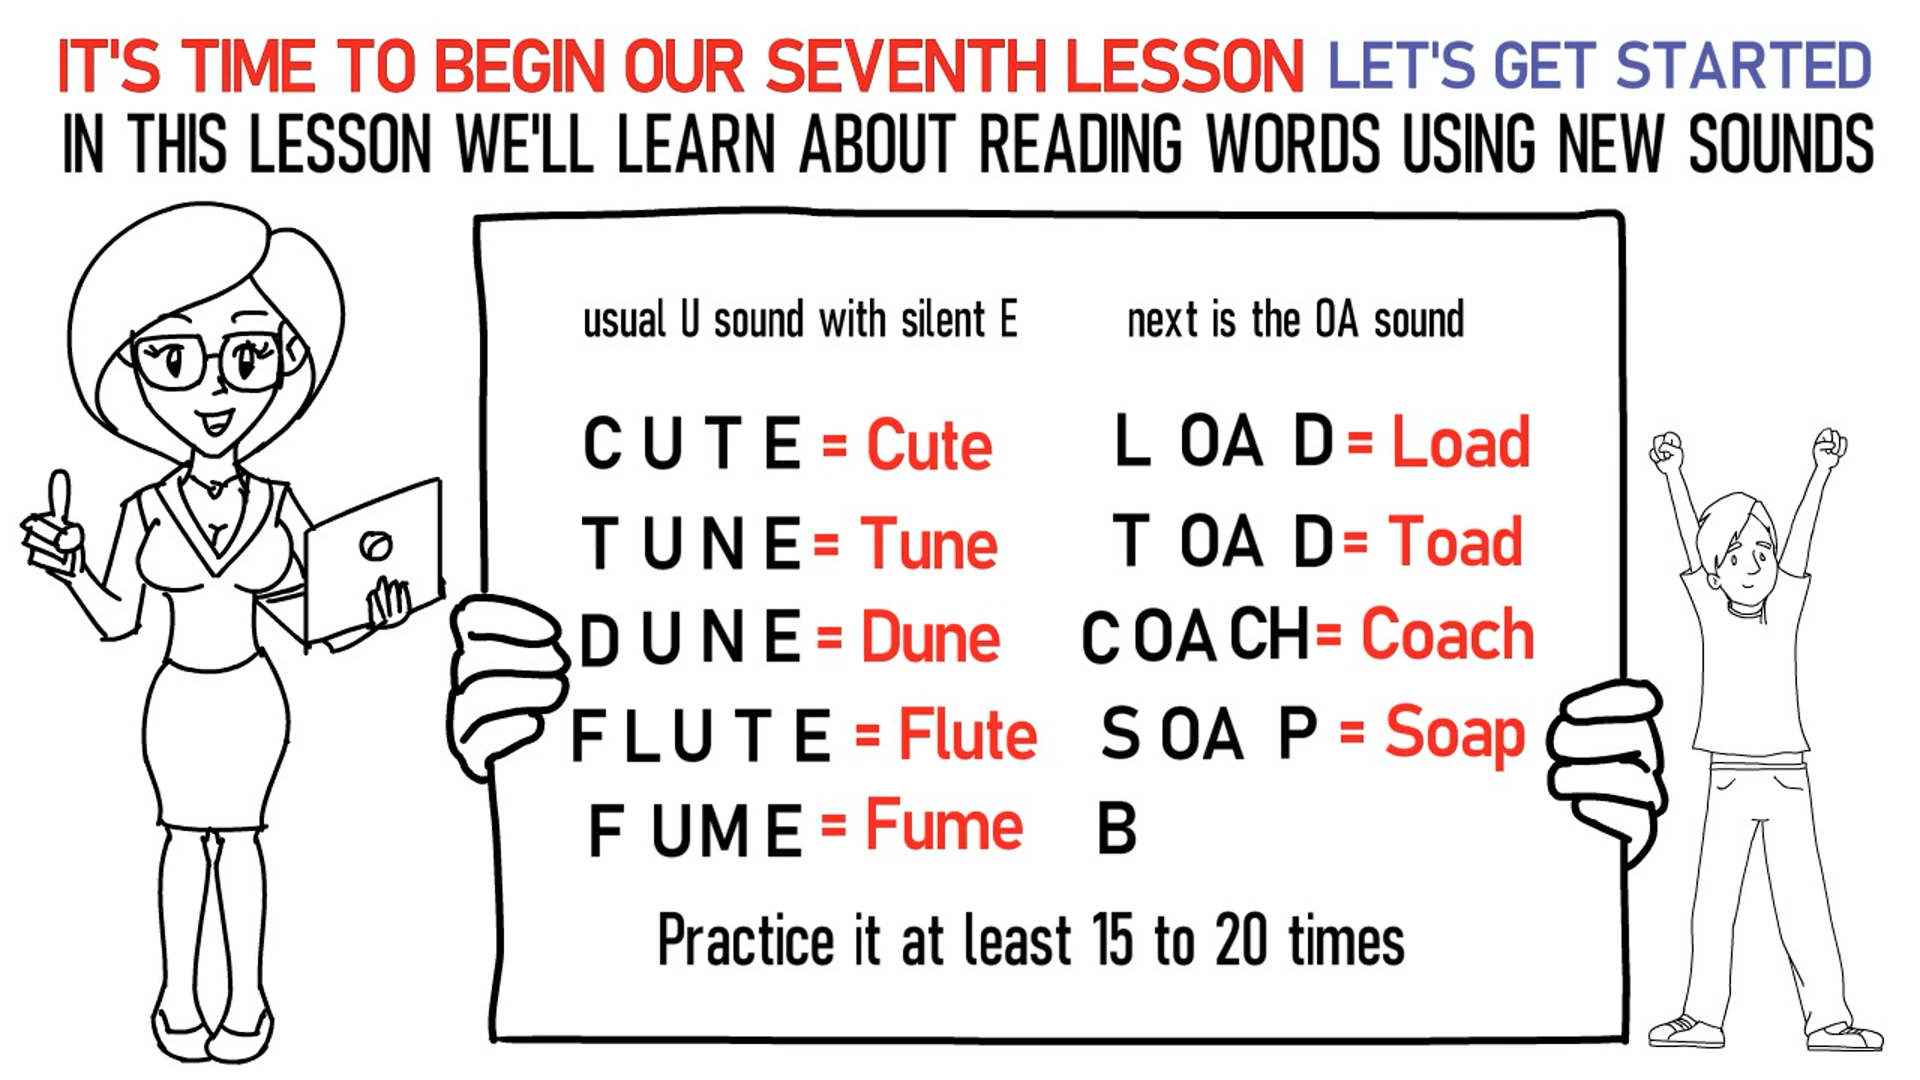 IT'S TIME TO BEGIN OUR SEVENTH LESSON LET'S GET STARTED
IN THIS LESSON WE'LL LEARN ABOUT READING WORDS USING NEW SOUNDS
usual U sound with silent E
C U T E = Cute
T U N E = Tune
D U N E = Dune
F L U T E = Flute
F U M E = Fume
next is the OA sound
L OA D = Load
T OA D = Toad
C OA CH = Coach
S OA P = Soap
B
Practice it at least 15 to 20 times